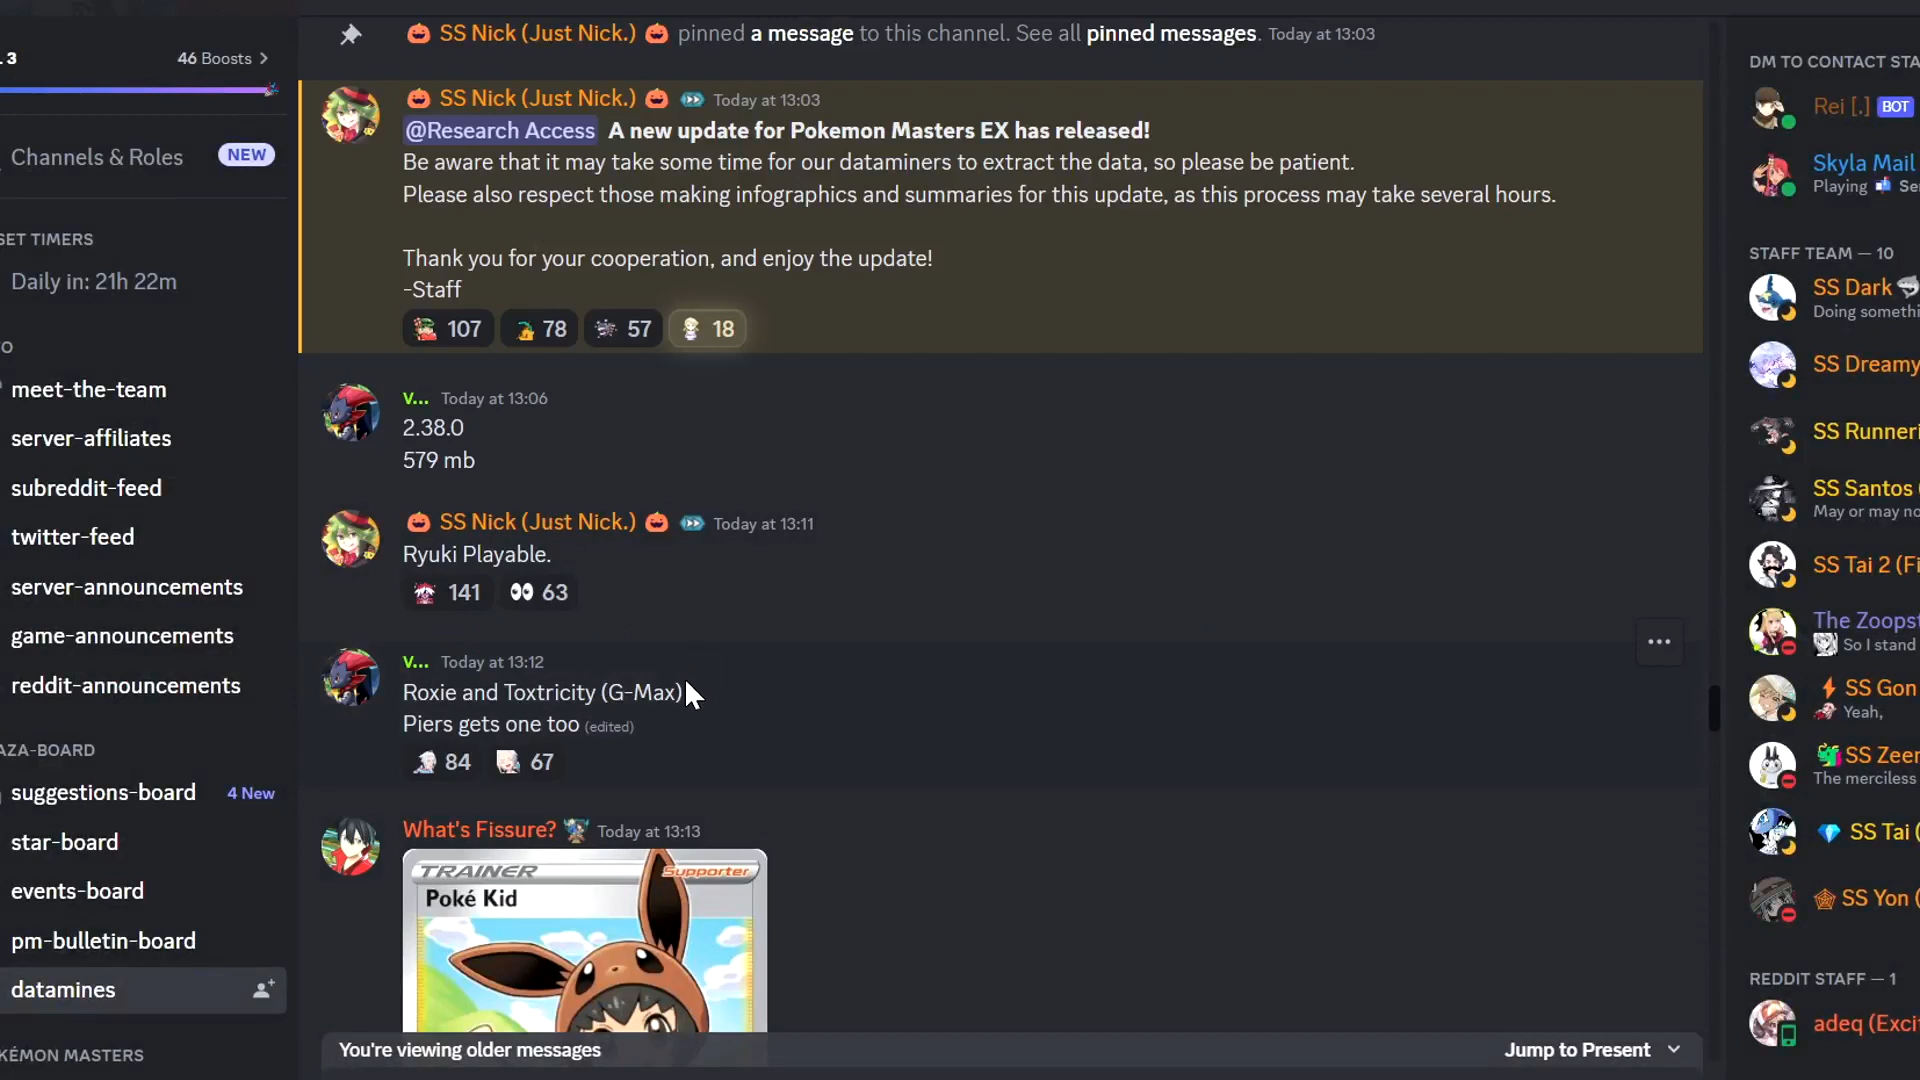 SS Nick (Just Nick.) pinned a message to this channel. See all pinned messages. Today at 13:03
3
46 Boosts
Channels & Roles NEW
SET TIMERS
Daily in: 21h 22m
meet-the-team
server-affiliates
subreddit-feed
twitter-feed
server-announcements
game-announcements
reddit-announcements
AZA-BOARD
suggestions-board 4 New
star-board
events-board
pm-bulletin-board
datamines
KÉMON MASTERS
SS Nick (Just Nick.) Today at 13:03
@Research Access A new update for Pokemon Masters EX has released!
Be aware that it may take some time for our dataminers to extract the data, so please be patient.
Please also respect those making infographics and summaries for this update, as this process may take several hours.
Thank you for your cooperation, and enjoy the update!
-Staff
107 78 57 18
V... Today at 13:06
2.38.0
579 mb
SS Nick (Just Nick.) Today at 13:11
Ryuki Playable.
141 63
V... Today at 13:12
Roxie and Toxtricity (G-Max)
Piers gets one too (edited)
84 67
What's Fissure? Today at 13:13
TRAINER Supporter
Poké Kid
You're viewing older messages Jump to Present
DM TO CONTACT STA
Rei [.] BOT
Skyla Mail
Playing Se
STAFF TEAM — 10
SS Dark
Doing somethi
SS Dreamy
SS Runneri
SS Santos (
May or may no
SS Tai 2 (Fi
The Zoopst
So I stand
SS Gon
Yeah,
SS Zeer
The merciless
SS Tai (
SS Yon (
REDDIT STAFF — 1
adeq (Exci